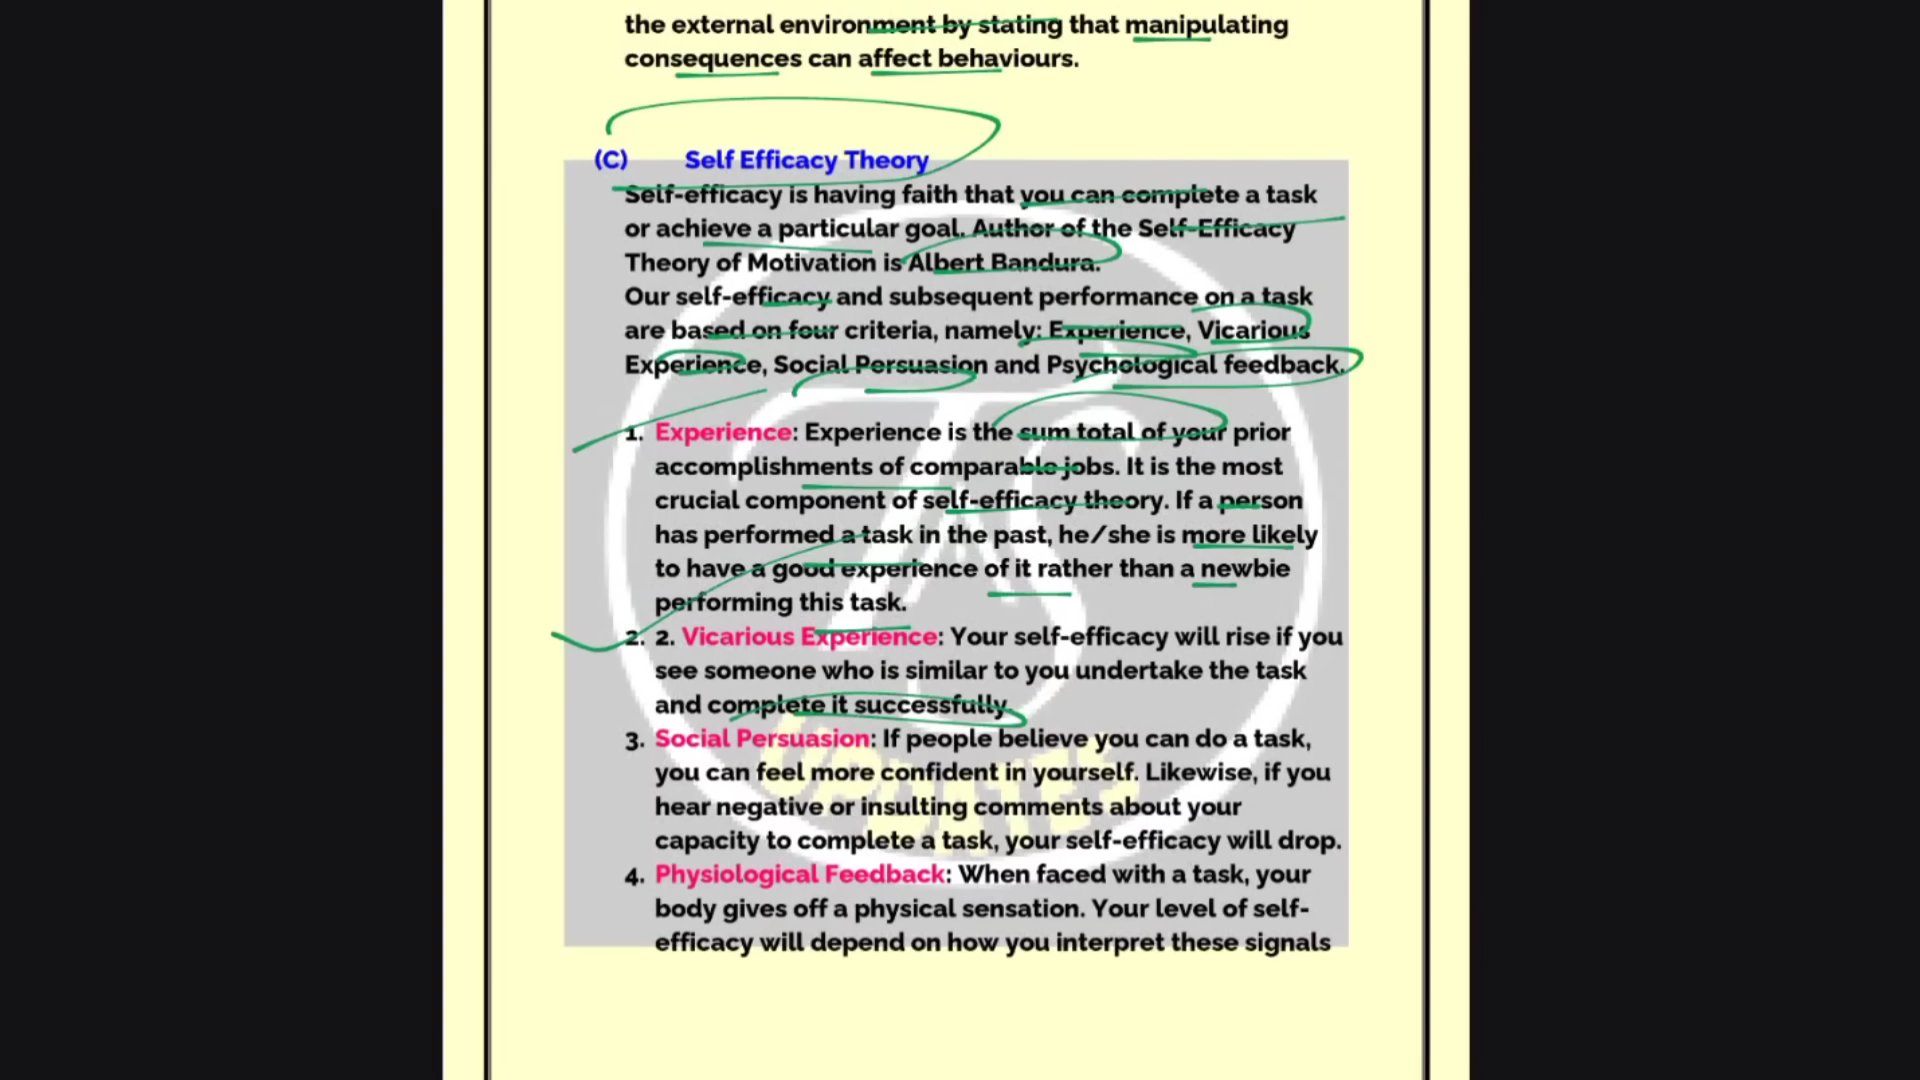 the external environment by stating that manipulating
consequences can affect behaviours.
(C) Self Efficacy Theory
Self-efficacy is having faith that you can complete a task
or achieve a particular goal. Author of the Self-Efficacy
Theory of Motivation is Albert Bandura.
Our self-efficacy and subsequent performance on a task
are based on four criteria, namely: Experience, Vicarious
Experience, Social Persuasion and Psychological feedback.
1. Experience: Experience is the sum total of your prior
accomplishments of comparable jobs. It is the most
crucial component of self-efficacy theory. If a person
has performed a task in the past, he/she is more likely
to have a good experience of it rather than a newbie
performing this task.
2. 2. Vicarious Experience: Your self-efficacy will rise if you
see someone who is similar to you undertake the task
and complete it successfully.
3. Social Persuasion: If people believe you can do a task,
you can feel more confident in yourself. Likewise, if you
hear negative or insulting comments about your
capacity to complete a task, your self-efficacy will drop.
4. Physiological Feedback: When faced with a task, your
body gives off a physical sensation. Your level of self-
efficacy will depend on how you interpret these signals
UPDATES